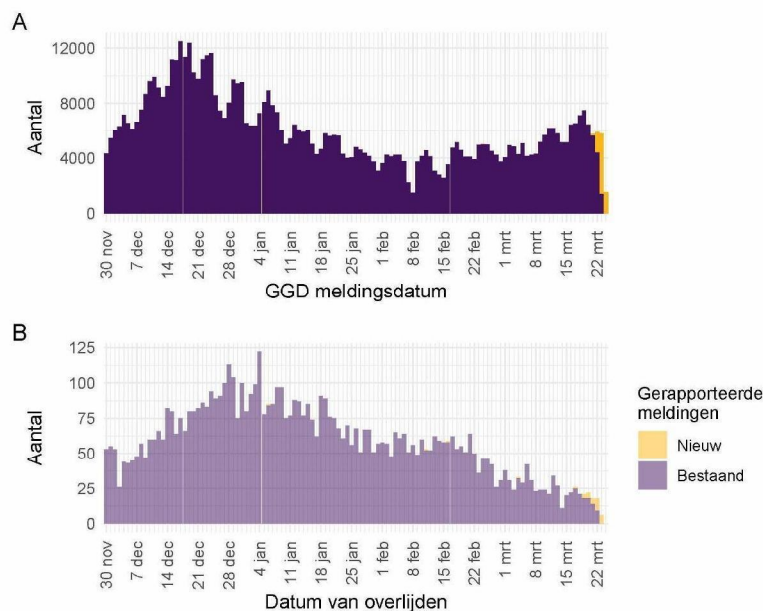 A
12000
8000
4000
0
Aantal
30 nov
7 dec
14 dec
21 dec
28 dec
4 jan
11 jan
18 jan
25 jan
1 feb
8 feb
15 feb
22 feb
1 mrt
8 mrt
15 mrt
22 mrt
GGD meldingsdatum
B
125
100
75
50
25
0
Aantal
30 nov
7 dec
14 dec
21 dec
28 dec
4 jan
11 jan
18 jan
25 jan
1 feb
8 feb
15 feb
22 feb
1 mrt
8 mrt
15 mrt
22 mrt
Datum van overlijden
Gerapporteerde
meldingen
Nieuw
Bestaand